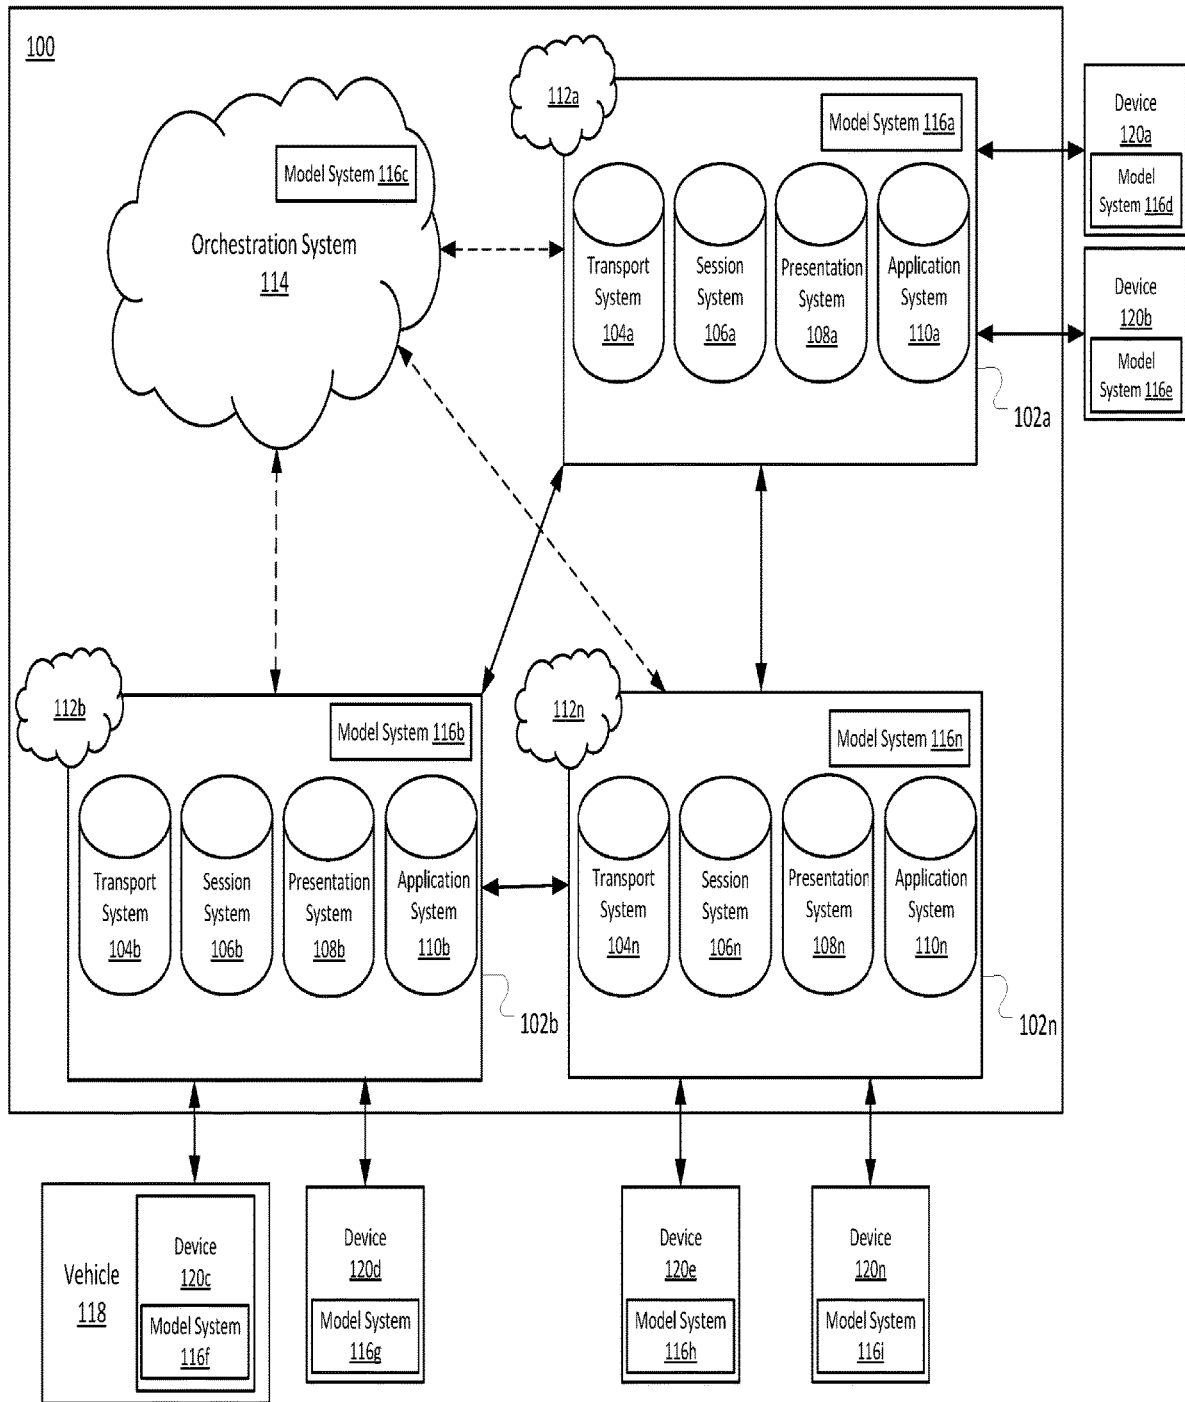 100
112a
Model System 116a
Transport
System
104a
Session
System
106a
Presentation
System
108a
Application
System
110a
102a
Model System 116c
Orchestration System
114
Device
120a
Model
System 116d
Device
120b
Model
System 116e
112b
Model System 116b
Transport
System
104b
Session
System
106b
Presentation
System
108b
Application
System
110b
102b
112n
Model System 116n
Transport
System
104n
Session
System
106n
Presentation
System
108n
Application
System
110n
102n
Vehicle
118
Device
120c
Model System
116f
Device
120d
Model System
116g
Device
120e
Model System
116h
Device
120n
Model System
116i